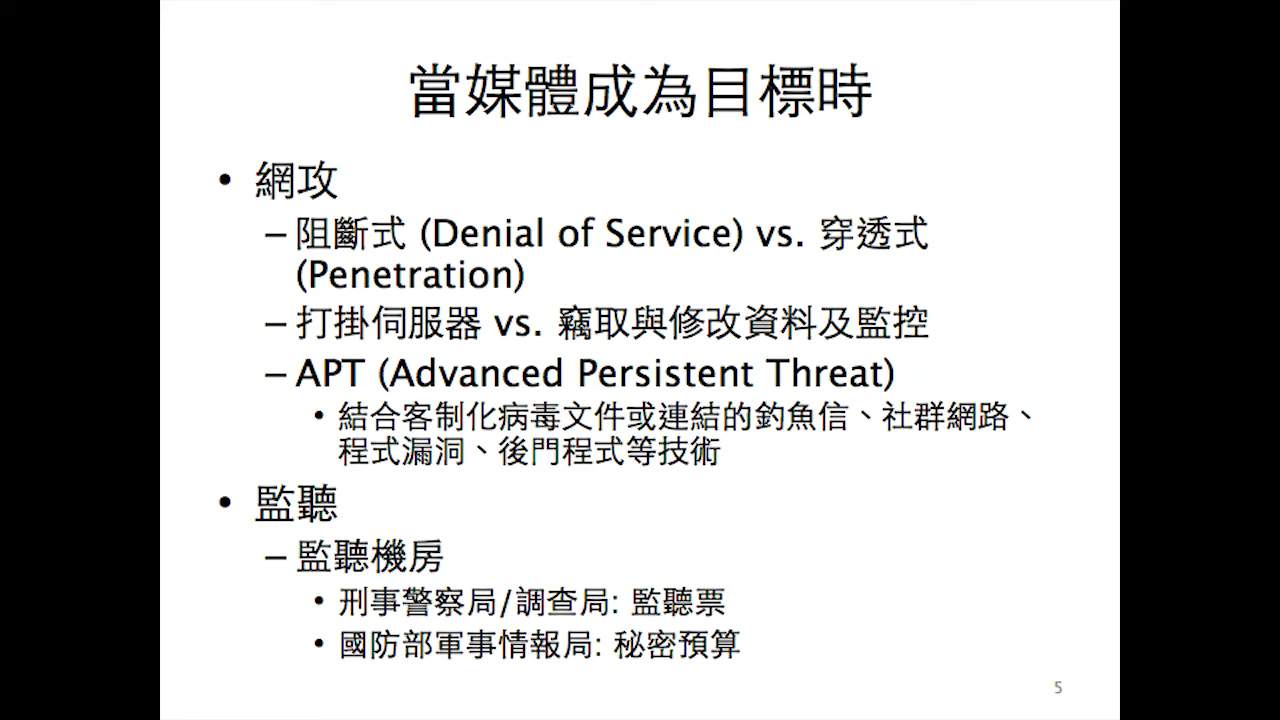 當媒體成為目標時
• 網攻
– 阻斷式 (Denial of Service) vs. 穿透式
(Penetration)
– 打掛伺服器 vs. 竊取與修改資料及監控
– APT (Advanced Persistent Threat)
• 結合客制化病毒文件或連結的釣魚信、社群網路、
程式漏洞、後門程式等技術
• 監聽
– 監聽機房
• 刑事警察局/調查局: 監聽票
• 國防部軍事情報局: 秘密預算
5